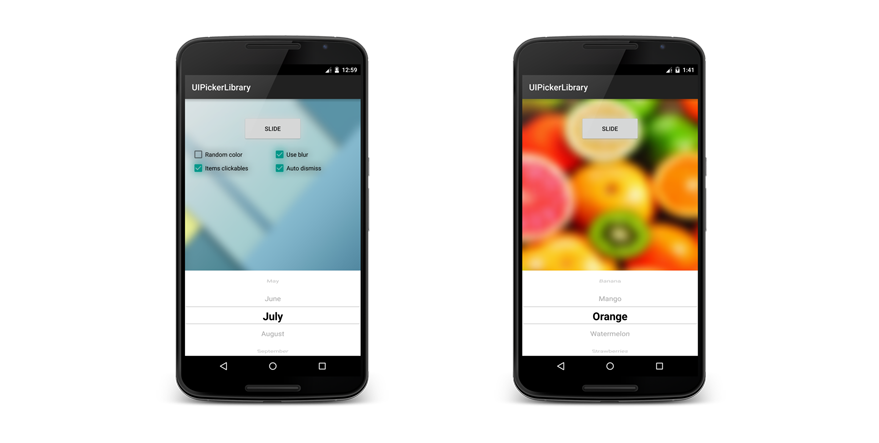 12:59
UIPickerLibrary
SLIDE
Random color
Use blur
Items clickables
Auto dismiss
May
June
July
August
September
1:41
UIPickerLibrary
SLIDE
Banana
Mango
Orange
Watermelon
Strawberries